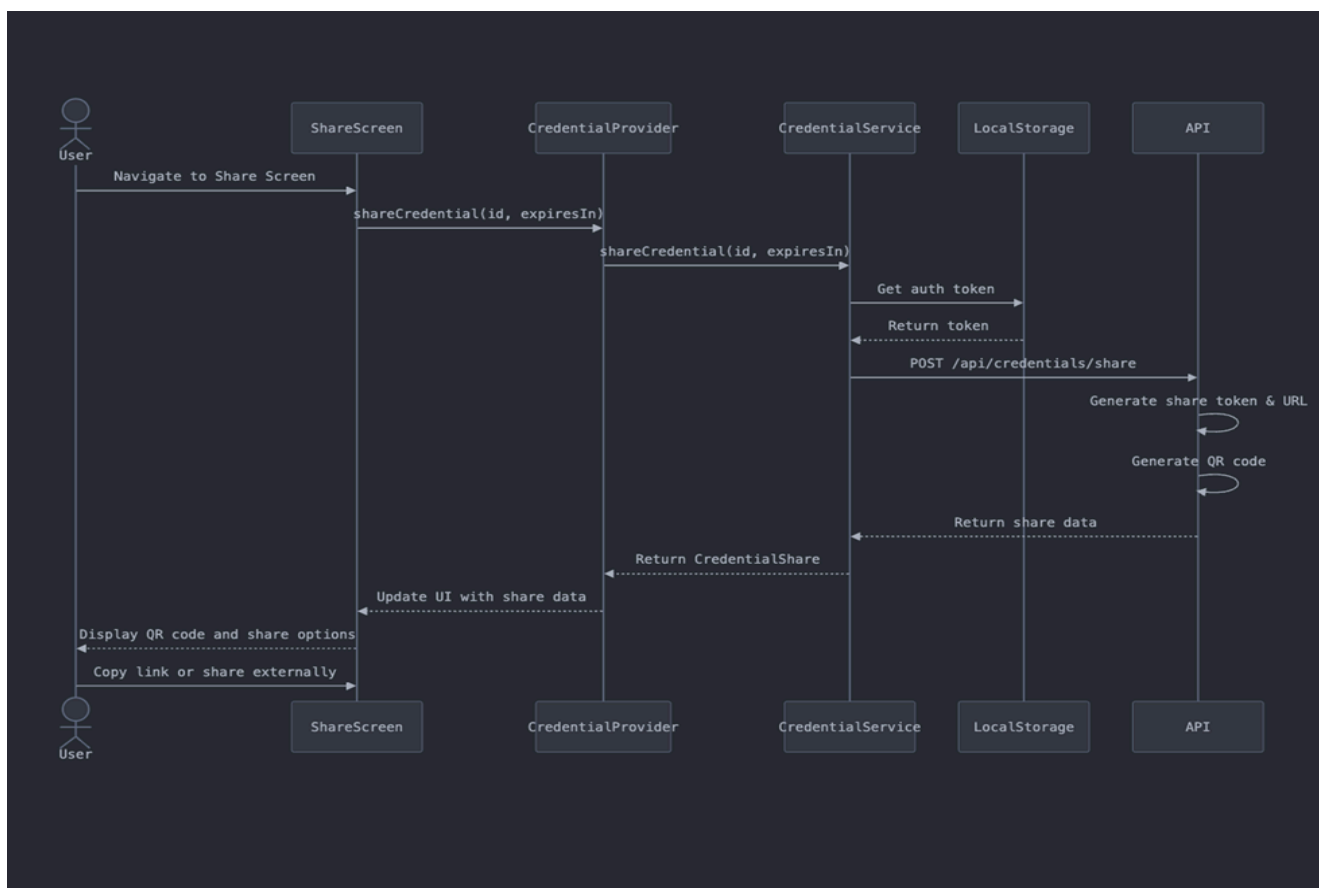 User
ShareScreen
CredentialProvider
CredentialService
LocalStorage
API
Navigate to Share Screen
shareCredential(id, expiresIn)
shareCredential(id, expiresIn)
Get auth token
Return token
POST /api/credentials/share
Generate share token & URL
Generate QR code
Return share data
Return CredentialShare
Update UI with share data
Display QR code and share options
Copy link or share externally
User
ShareScreen
CredentialProvider
CredentialService
LocalStorage
API